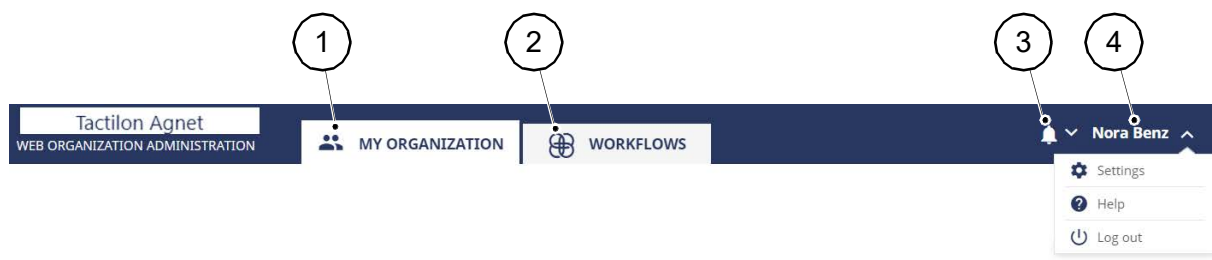 1
2
3
4
Tactilon Agnet
WEB ORGANIZATION ADMINISTRATION
MY ORGANIZATION
WORKFLOWS
Nora Benz
Settings
Help
Log out